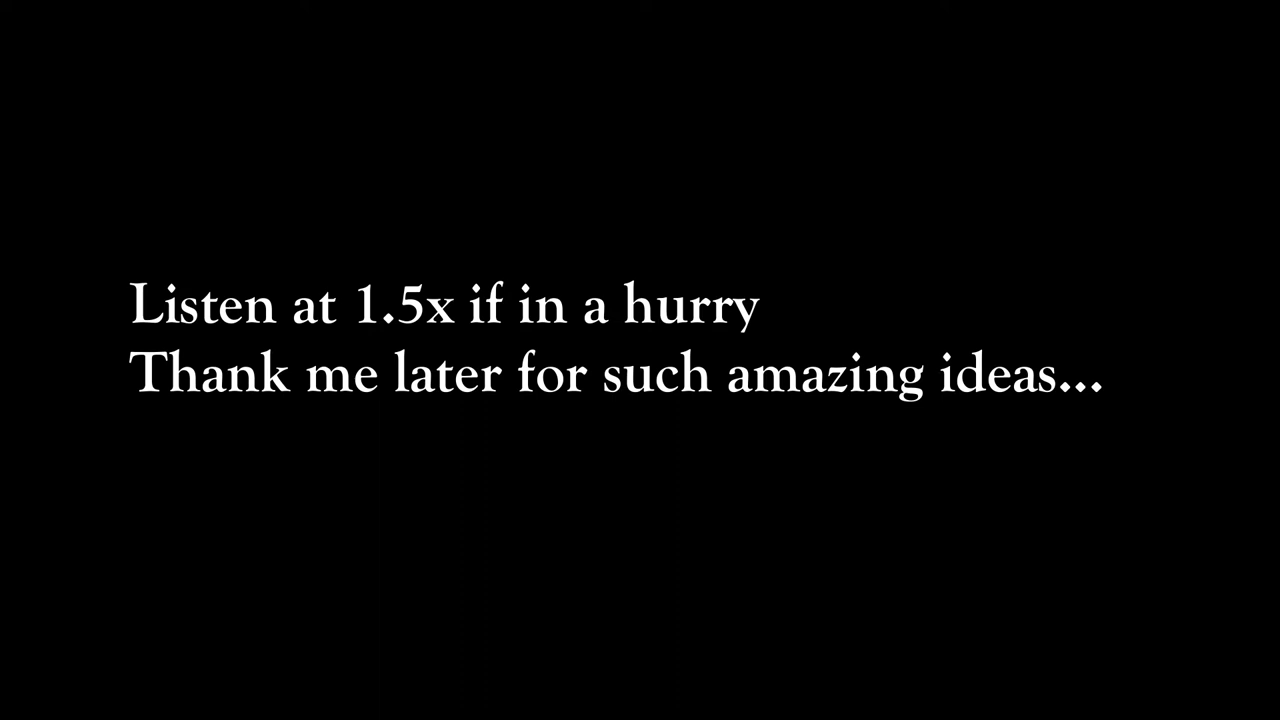 Listen at 1.5x if in a hurry
Thank me later for such amazing ideas...